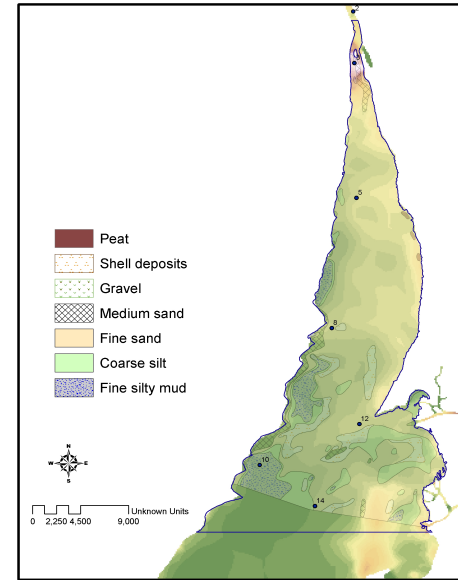 2
5
Peat
Shell deposits
Gravel
Medium sand
Fine sand
Coarse silt
Fine silty mud
8
12
10
14
N
W E
S
Unknown Units
0 2,250 4,500 9,000